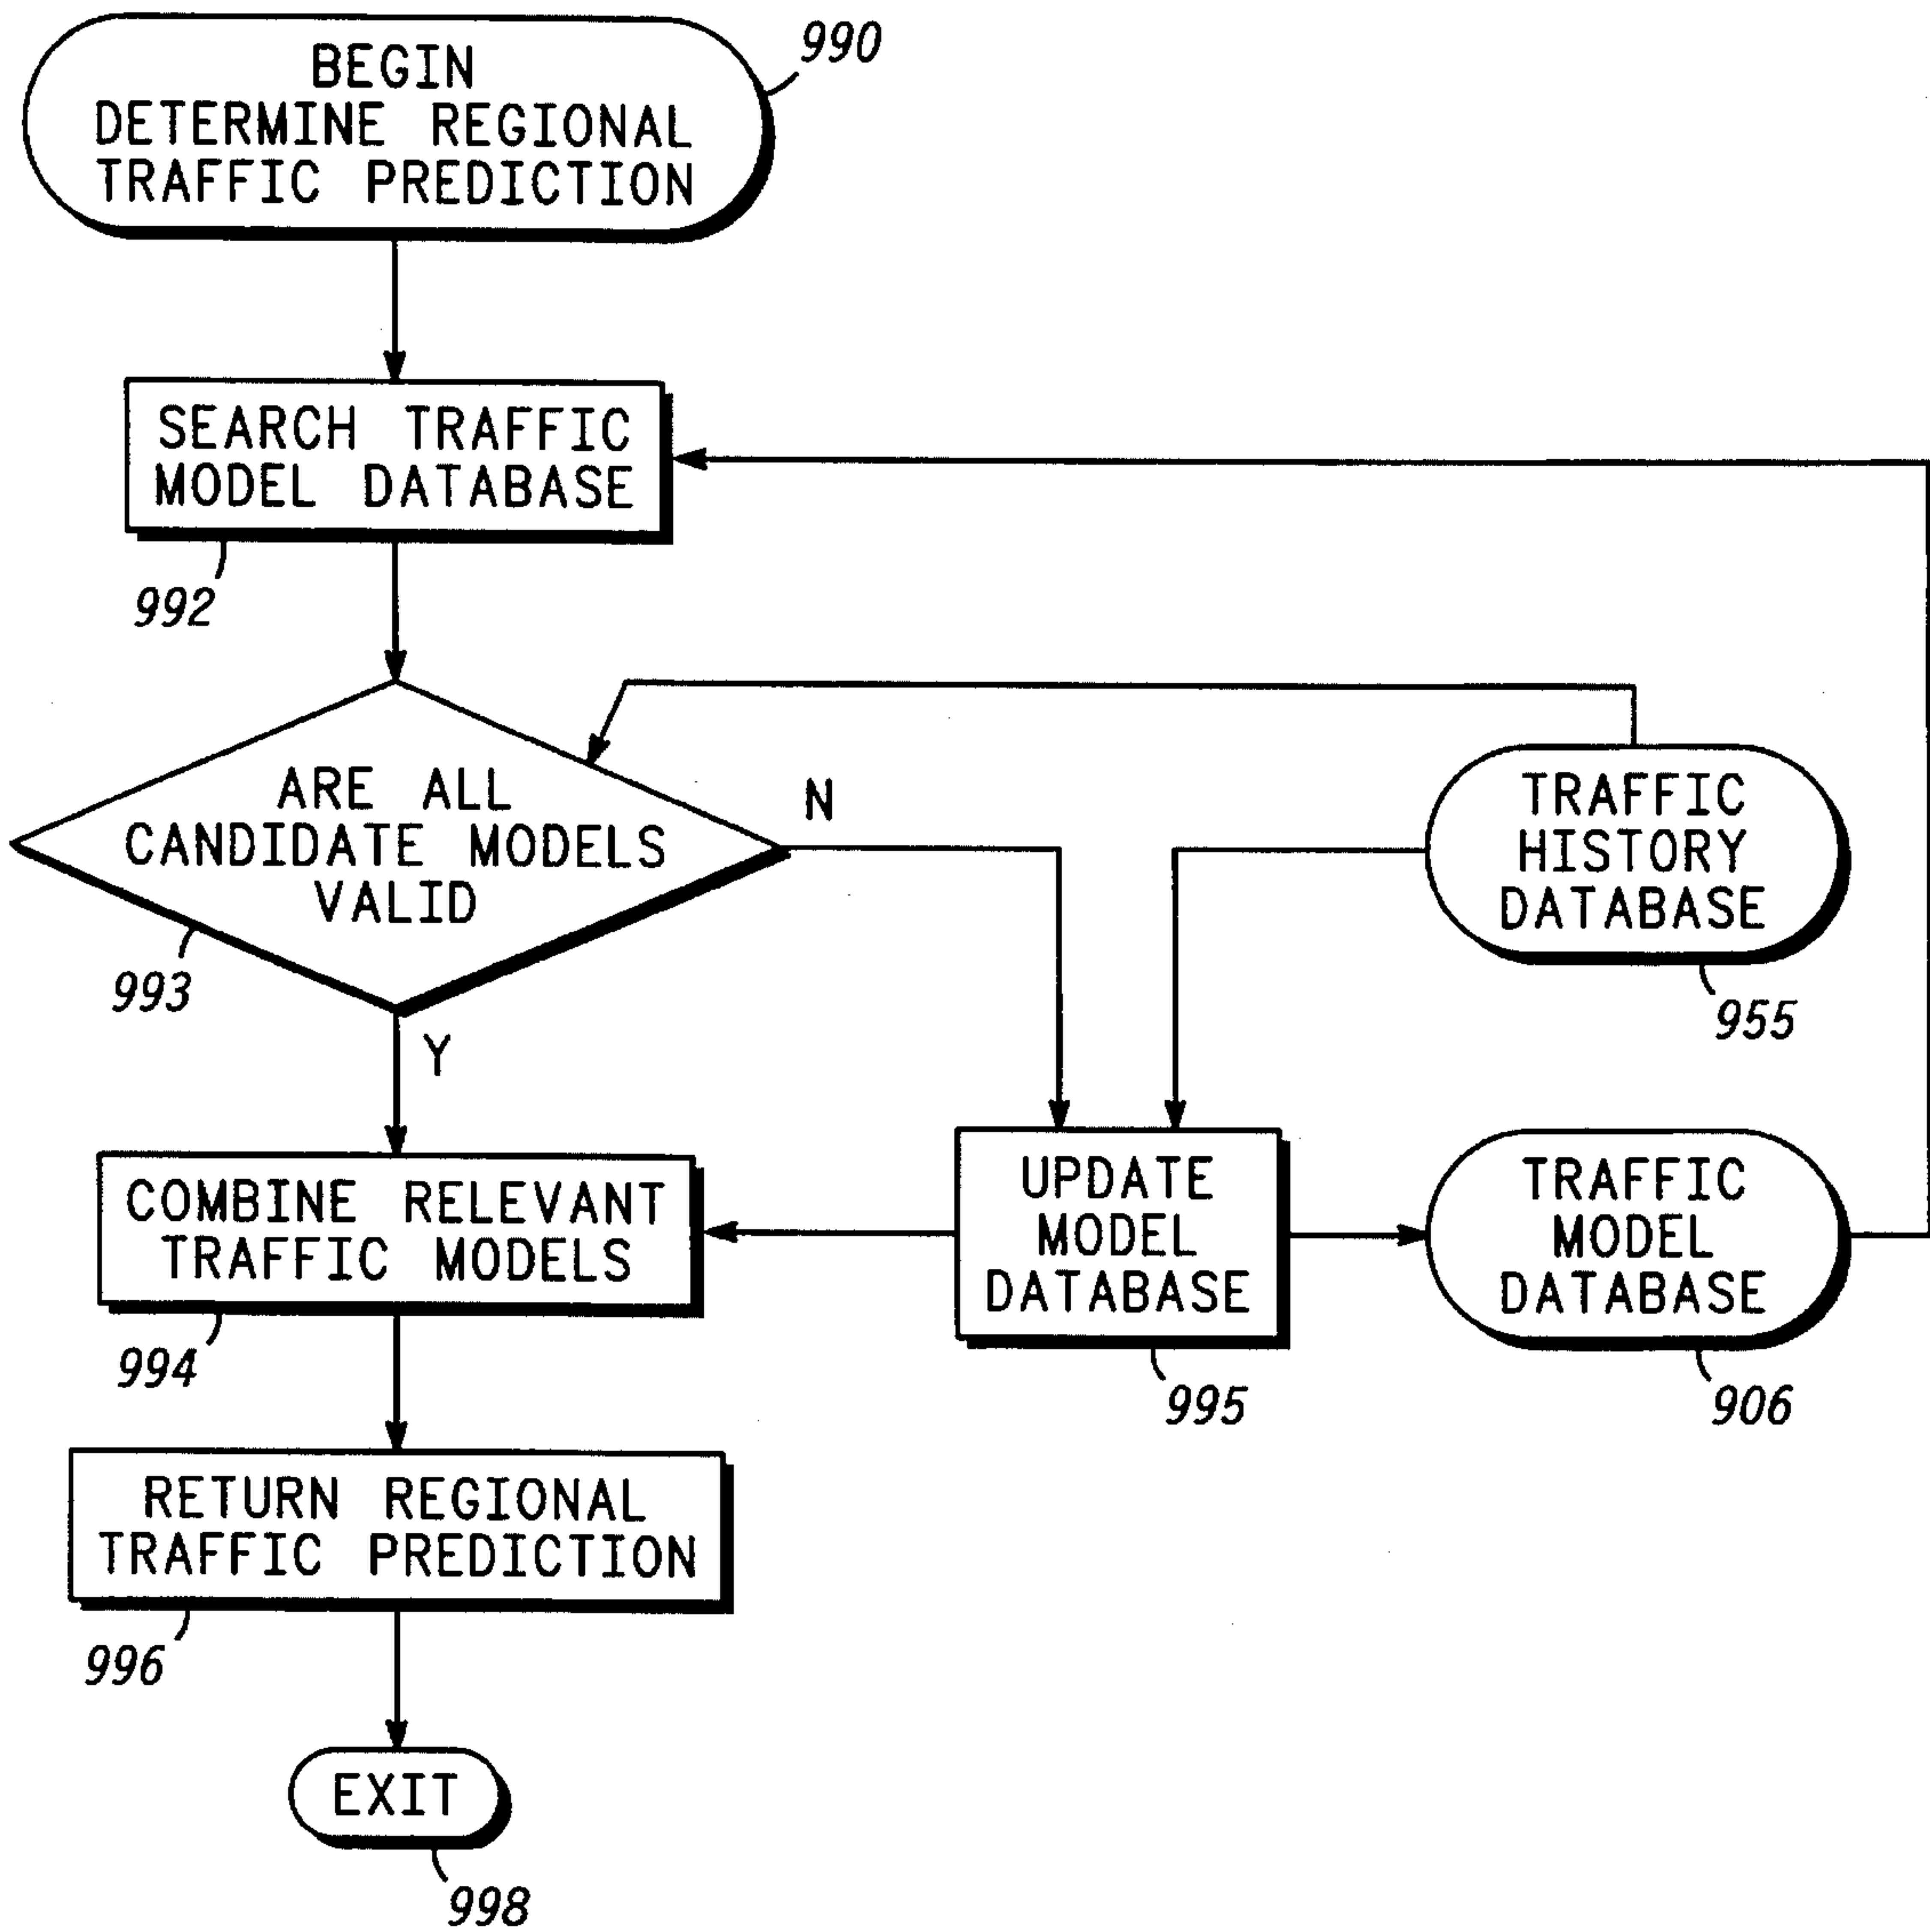 BEGIN
DETERMINE REGIONAL
TRAFFIC PREDICTION
990
SEARCH TRAFFIC
MODEL DATABASE
992
ARE ALL
CANDIDATE MODELS
VALID
993
N
Y
TRAFFIC
HISTORY
DATABASE
955
COMBINE RELEVANT
TRAFFIC MODELS
994
UPDATE
MODEL
DATABASE
995
TRAFFIC
MODEL
DATABASE
906
RETURN REGIONAL
TRAFFIC PREDICTION
996
EXIT
998